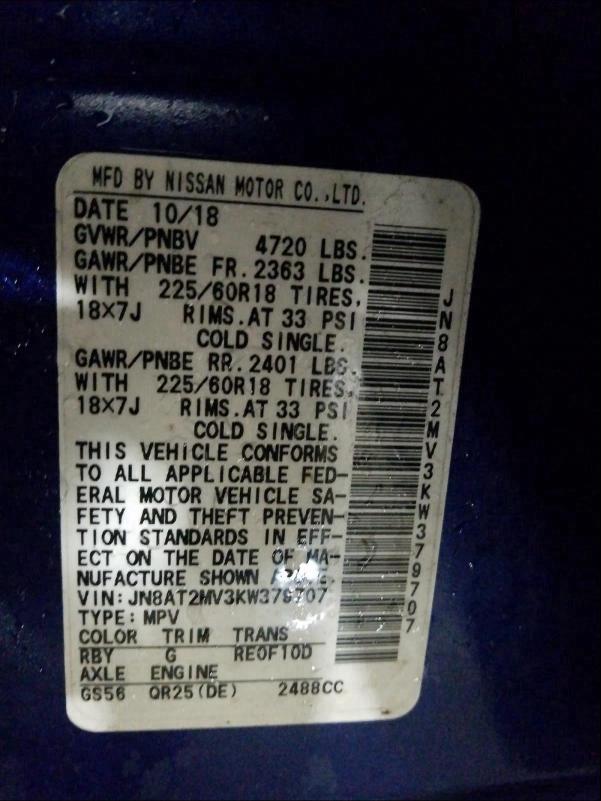 MFD BY NISSAN MOTOR CO.,LTD.
DATE 10/18
GVWR/PNBV 4720 LBS.
GAWR/PNBE FR. 2363 LBS.
WITH 225/60R18 TIRES,
18×7J RIMS. AT 33 PSI
COLD SINGLE.
GAWR/PNBE RR. 2401 LBS.
WITH 225/60R18 TIRES,
18×7J RIMS. AT 33 PSI
COLD SINGLE.
THIS VEHICLE CONFORMS
TO ALL APPLICABLE FED-
ERAL MOTOR VEHICLE SA-
FETY AND THEFT PREVEN-
TION STANDARDS IN EFF-
ECT ON THE DATE OF MA-
NUFACTURE SHOWN
VIN: JN8AT2MV3KW379707
TYPE: MPV
COLOR TRIM TRANS
RBY G RE0F10D
AXLE ENGINE
GS56 QR25(DE) 2488CC
JN8AT2MV3KW379707